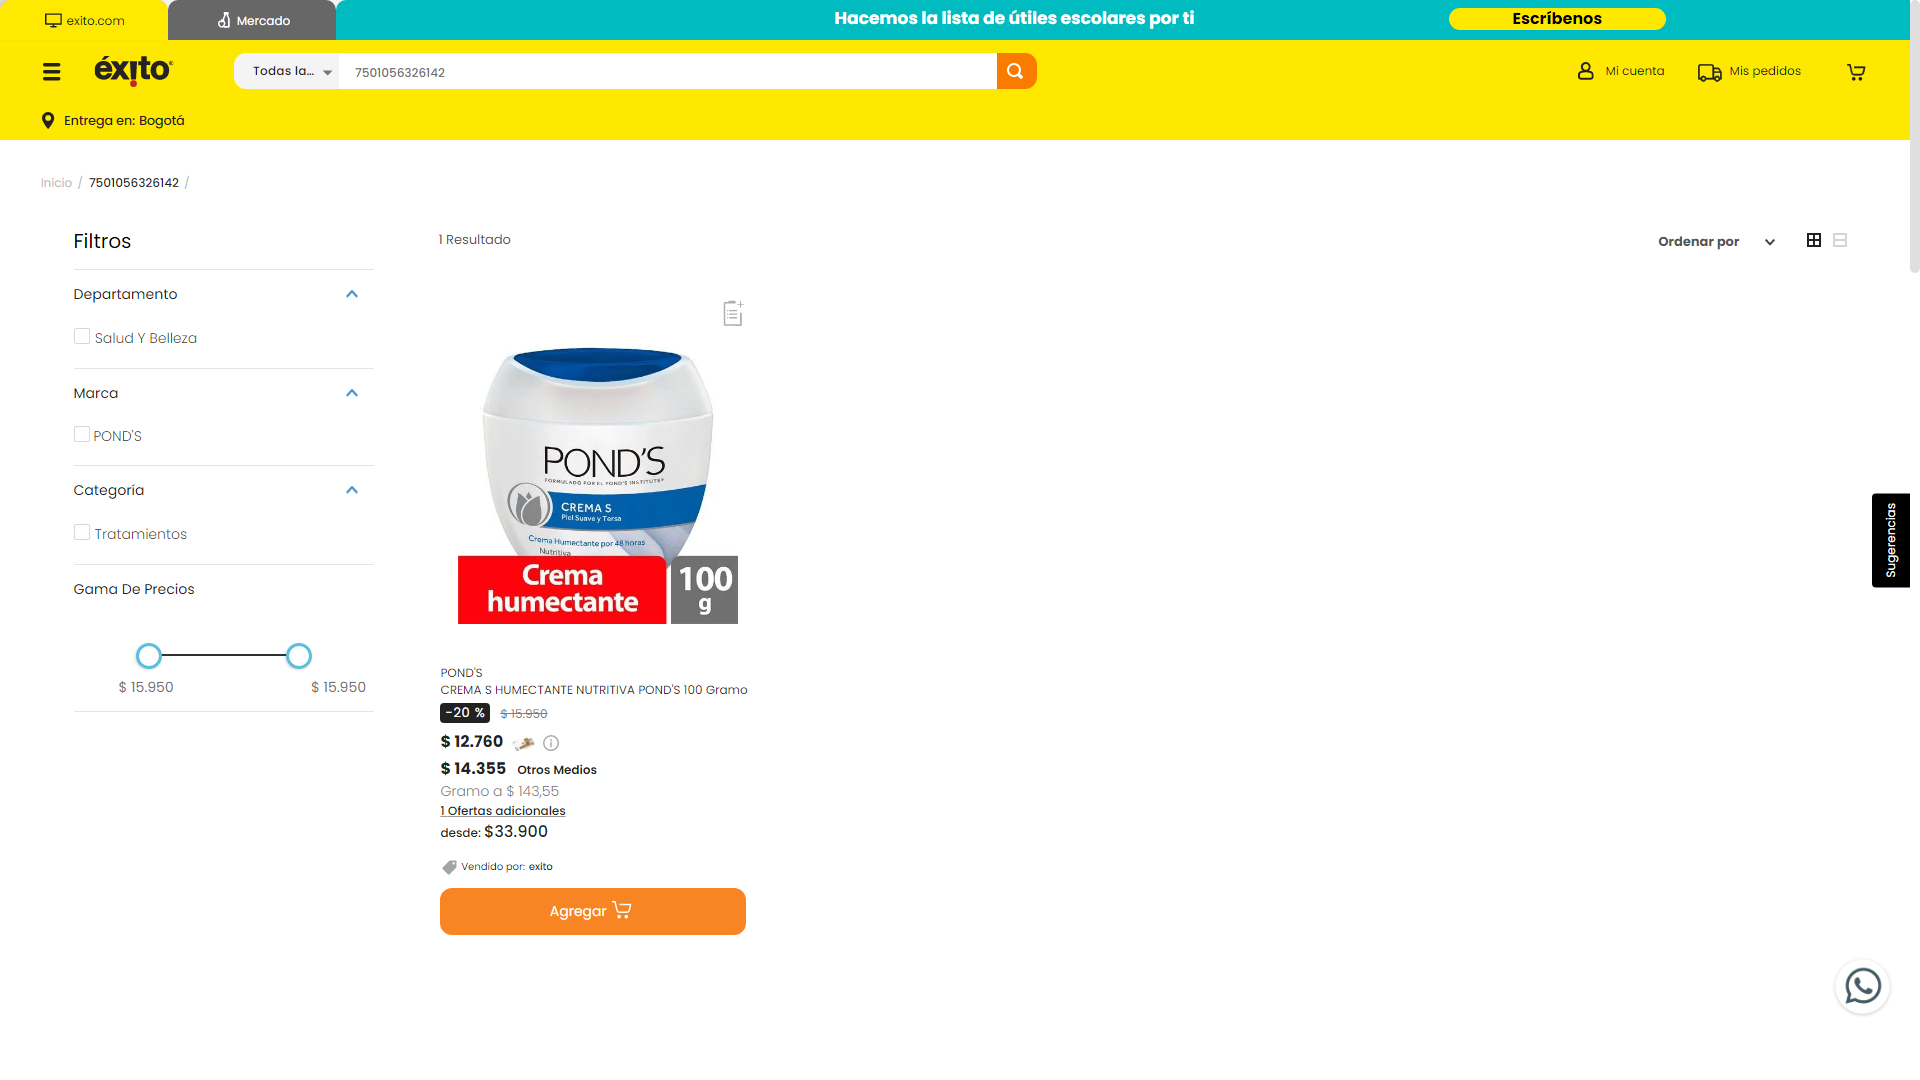 exito.com
Mercado
Hacemos la lista de útiles escolares por ti
Escríbenos
éxito
Todas la...
7501056326142
Mi cuenta
Mis pedidos
Entrega en: Bogotá
Inicio / 7501056326142 /
Filtros
Departamento
Salud Y Belleza
Marca
POND'S
Categoría
Tratamientos
Gama De Precios
$ 15.950
$ 15.950
1 Resultado
Ordenar por
POND'S
FORMULADO POR EL POND'S INSTITUTE
CREMA S
Piel Suave y Tersa
Crema Humectante por 48 horas
Nutritiva
Crema
humectante
100
g
POND'S
CREMA S HUMECTANTE NUTRITIVA POND'S 100 Gramo
-20 % $ 15.950
$ 12.760
$ 14.355 Otros Medios
Gramo a $ 143,55
1 Ofertas adicionales
desde: $33.900
Vendido por: exito
Agregar
Sugerencias